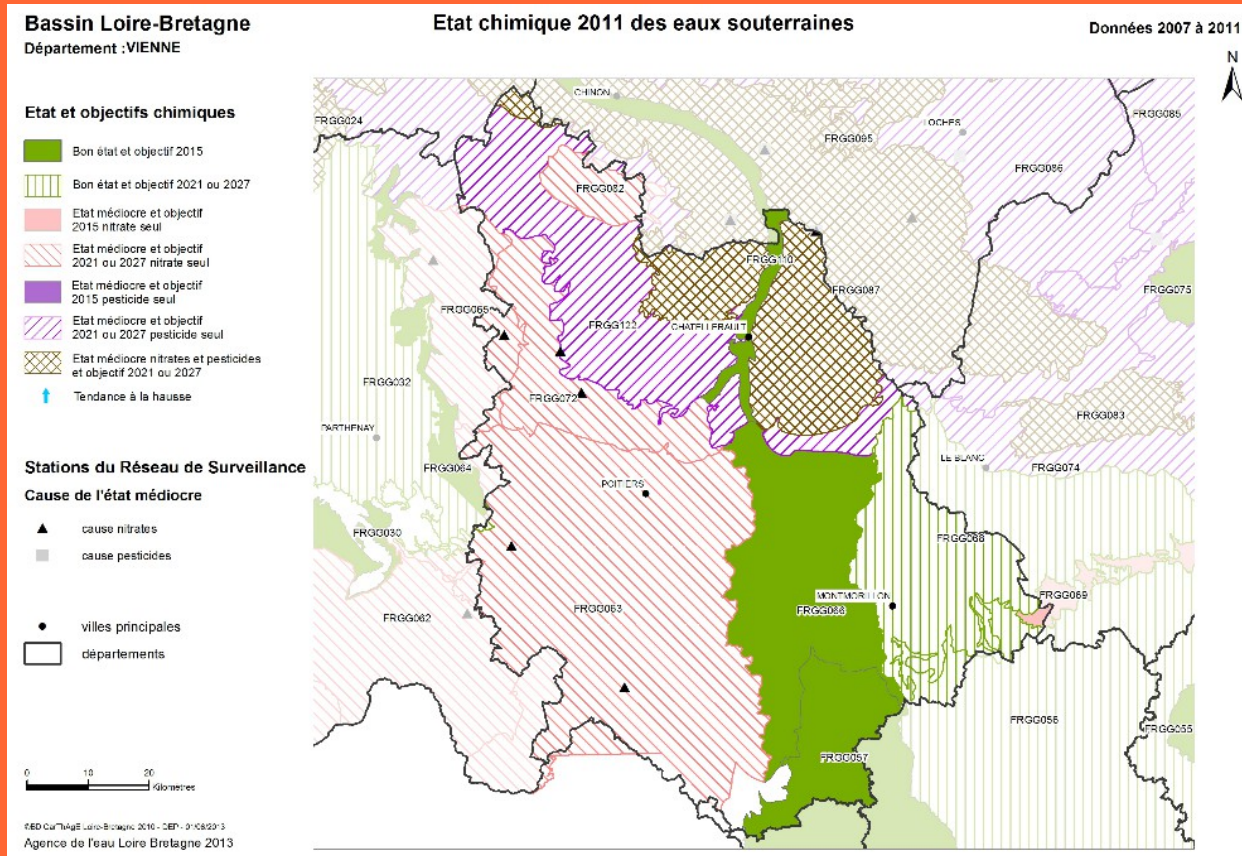 Bassin Loire-Bretagne
Département :VIENNE
Etat chimique 2011 des eaux souterraines
Données 2007 à 2011
N
Etat et objectifs chimiques
Bon état et objectif 2015
Bon état et objectif 2021 ou 2027
Etat médiocre et objectif
2015 nitrate seul
Etat médiocre et objectif
2021 ou 2027 nitrate seul
Etat médiocre et objectif
2015 pesticide seul
Etat médiocre et objectif
2021 ou 2027 pesticide seul
Etat médiocre nitrates et pesticides
et objectif 2021 ou 2027
Tendance à la hausse
Stations du Réseau de Surveillance
Cause de l'état médiocre
cause nitrates
cause pesticides
villes principales
départements
0 10 20
Kilomètres
Agence de l'eau Loire Bretagne 2013
CHINON
FRGG024
FRGG095
LOCHES
FRGG085
FRGG086
FRGG082
FRGG110
FRGG087
FRGG075
FRGG065
FRGG122
CHATELLERAULT
FRGG032
FRGG072
FRGG083
PARTHENAY
FRGG064
LE BLANC
FRGG074
POITIERS
FRGG030
FRGG068
MONTMORILLON
FRGG069
FRGG063
FRGG066
FRGG062
FRGG056
FRGG055
FRGG057